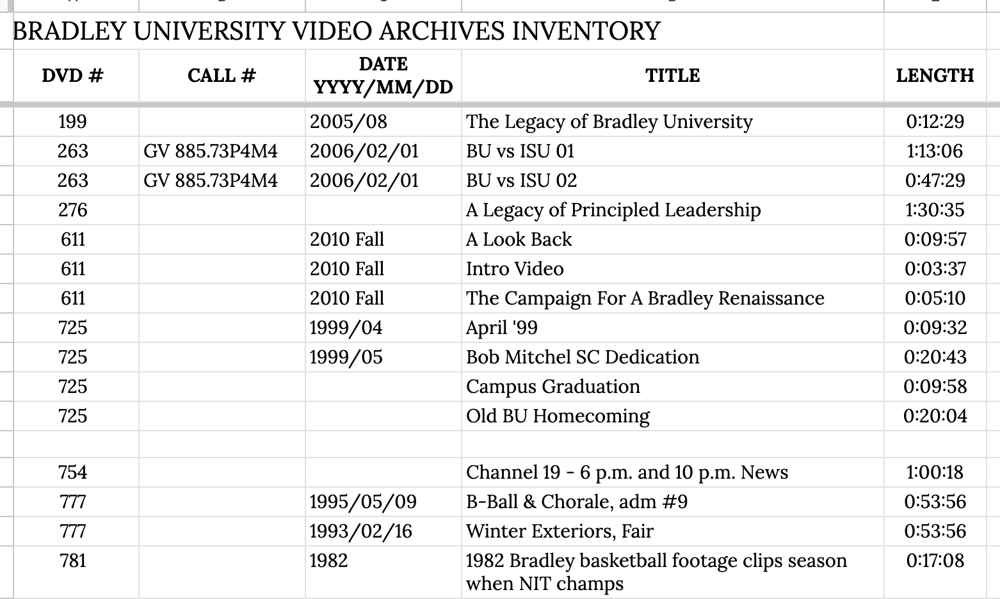 BRADLEY UNIVERSITY VIDEO ARCHIVES INVENTORY
DVD # CALL # DATE YYYY/MM/DD TITLE LENGTH
199 2005/08 The Legacy of Bradley University 0:12:29
263 GV 885.73P4M4 2006/02/01 BU vs ISU 01 1:13:06
263 GV 885.73P4M4 2006/02/01 BU vs ISU 02 0:47:29
276 A Legacy of Principled Leadership 1:30:35
611 2010 Fall A Look Back 0:09:57
611 2010 Fall Intro Video 0:03:37
611 2010 Fall The Campaign For A Bradley Renaissance 0:05:10
725 1999/04 April '99 0:09:32
725 1999/05 Bob Mitchel SC Dedication 0:20:43
725 Campus Graduation 0:09:58
725 Old BU Homecoming 0:20:04
754 Channel 19 - 6 p.m. and 10 p.m. News 1:00:18
777 1995/05/09 B-Ball & Chorale, adm #9 0:53:56
777 1993/02/16 Winter Exteriors, Fair 0:53:56
781 1982 1982 Bradley basketball footage clips season 0:17:08
when NIT champs